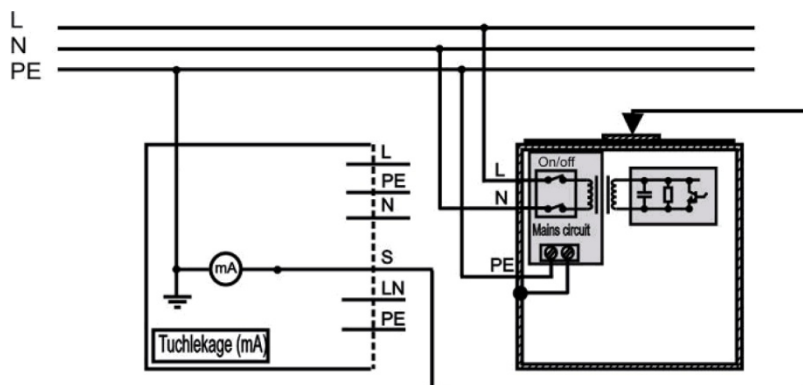 L
N
PE
L
PE
N
S
LN
PE
mA
Tuchlekage (mA)
On/off
L
N
Mains circuit
PE